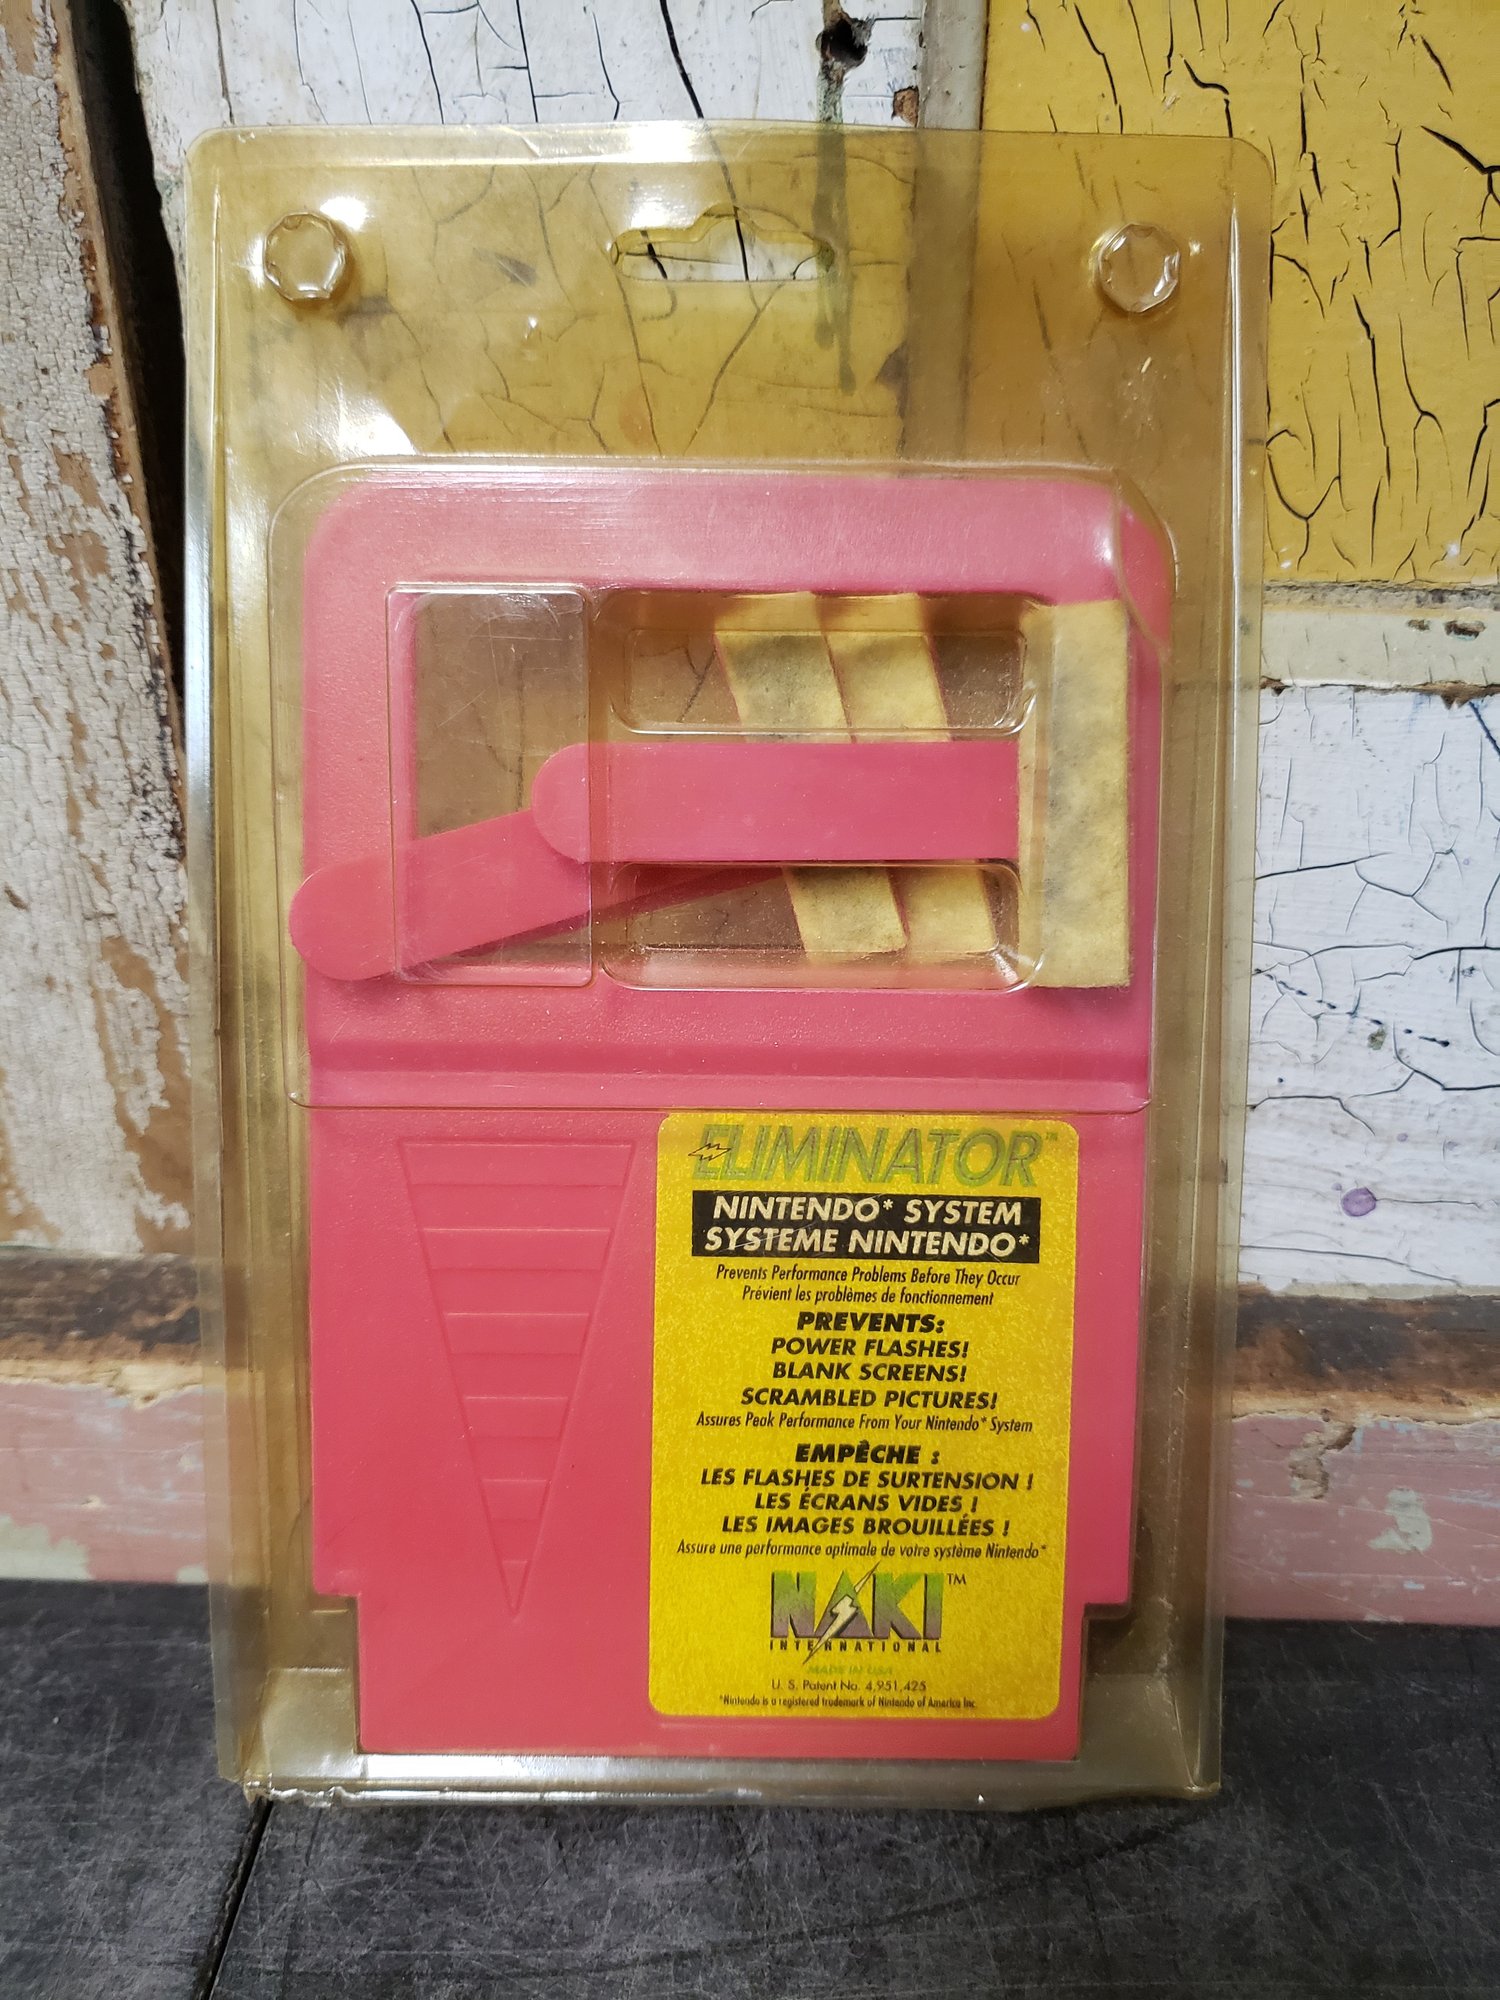 ELIMINATOR™
NINTENDO* SYSTEM
SYSTEME NINTENDO*
Prevents Performance Problems Before They Occur
Prévient les problèmes de fonctionnement
PREVENTS:
POWER FLASHES!
BLANK SCREENS!
SCRAMBLED PICTURES!
Assures Peak Performance From Your Nintendo* System
EMPÊCHE :
LES FLASHES DE SURTENSION !
LES ÉCRANS VIDES !
LES IMAGES BROUILLÉES !
Assure une performance optimale de votre système Nintendo*
NAKI™
INTERNATIONAL
MADE IN USA
U. S. Patent No. 4,951,425
*Nintendo is a registered trademark of Nintendo of America Inc.